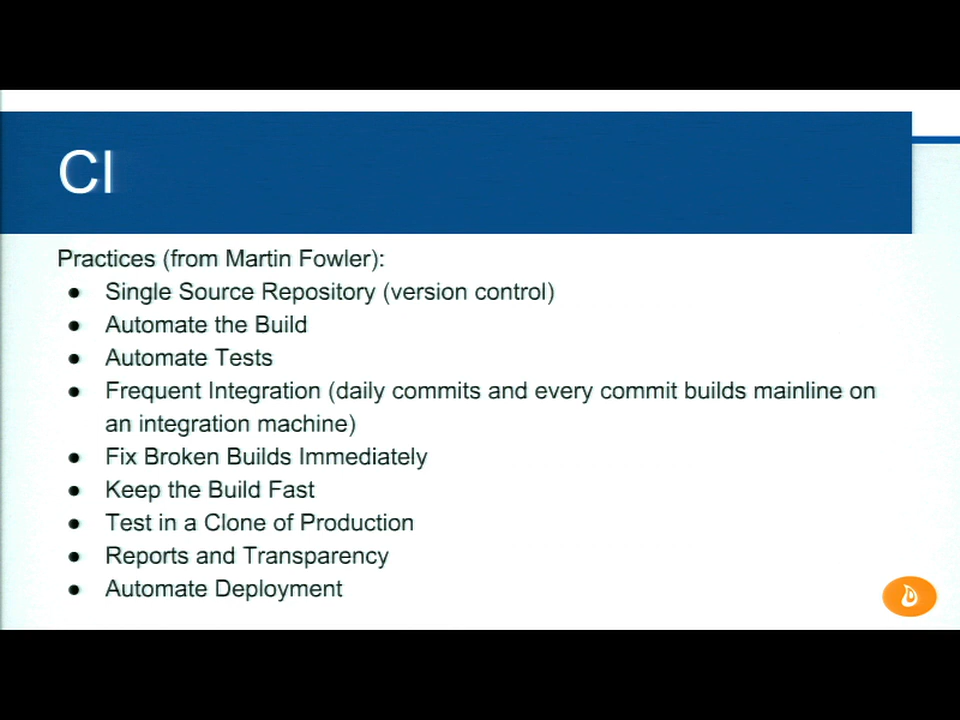 CI
Practices (from Martin Fowler):
● Single Source Repository (version control)
● Automate the Build
● Automate Tests
● Frequent Integration (daily commits and every commit builds mainline on
an integration machine)
● Fix Broken Builds Immediately
● Keep the Build Fast
● Test in a Clone of Production
● Reports and Transparency
● Automate Deployment